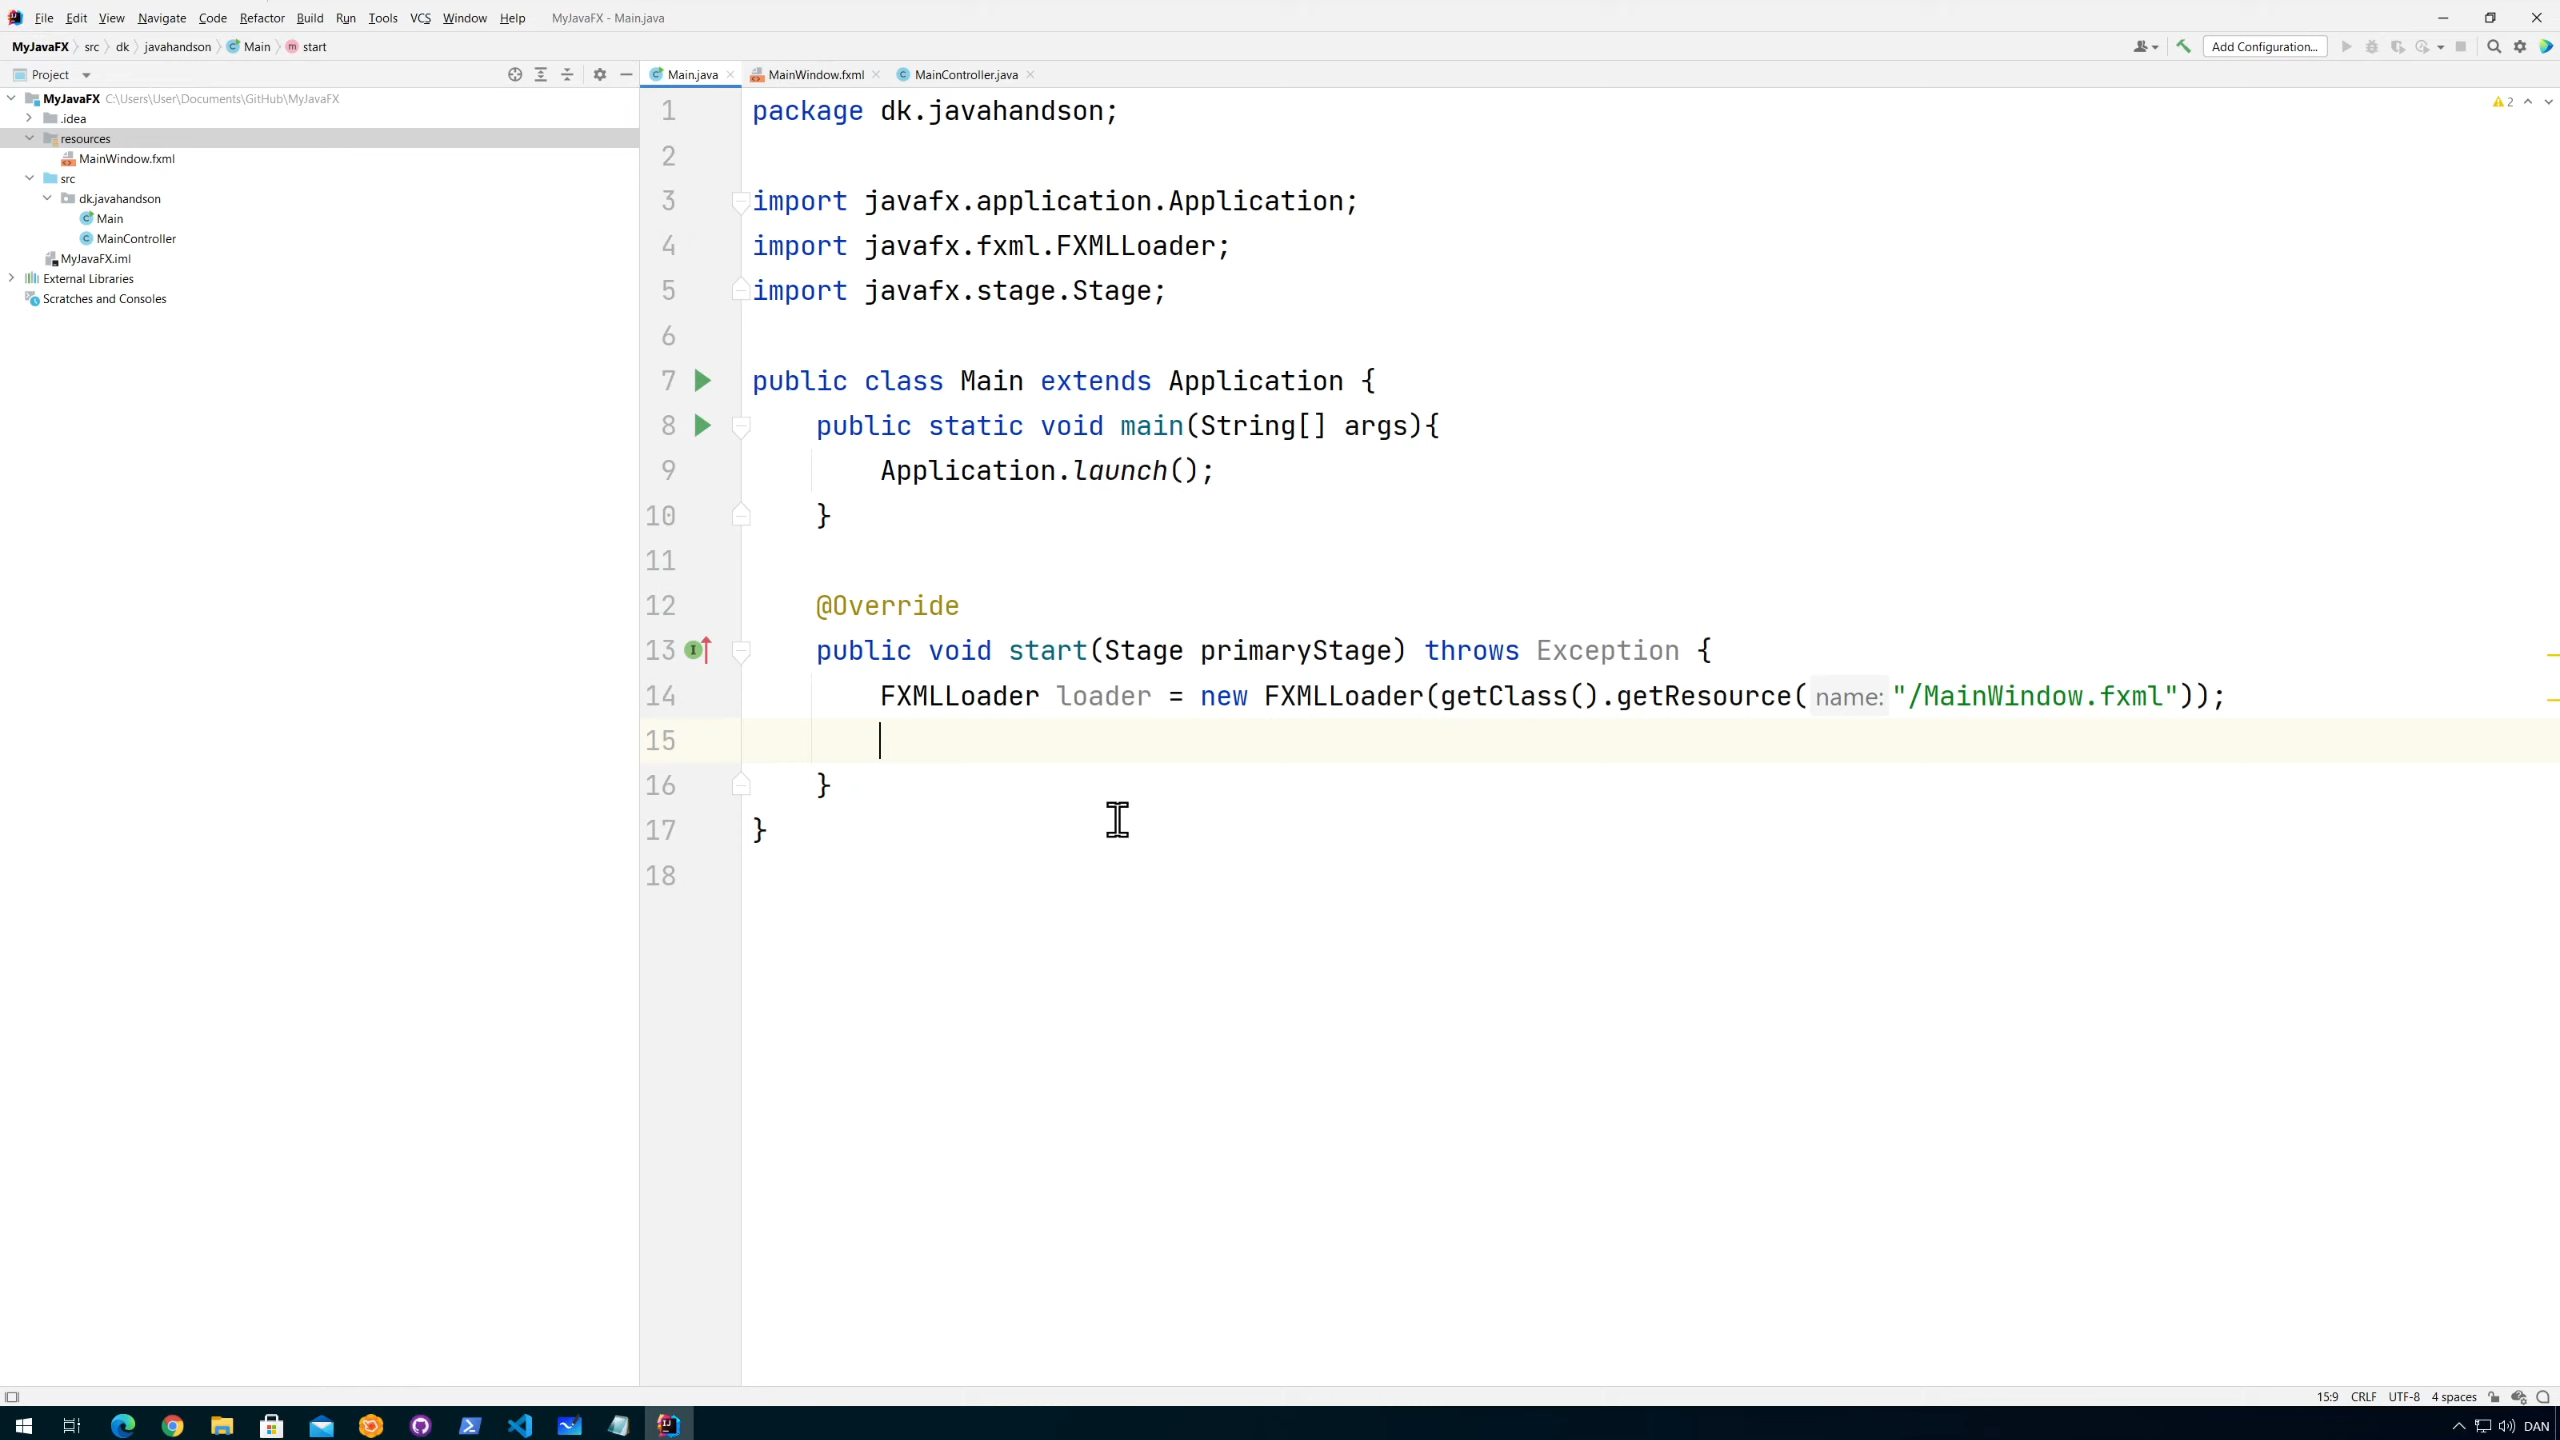 File Edit View Navigate Code Refactor Build Run Tools VCS Window Help MyJavaFX - Main.java
MyJavaFX src dk javahandson Main start Add Configuration...
Project
Main.java MainWindow.fxml MainController.java
MyJavaFX C:\Users\User\Documents\GitHub\MyJavaFX
.idea
resources
MainWindow.fxml
src
dk.javahandson
Main
MainController
MyJavaFX.iml
External Libraries
Scratches and Consoles
2
1 package dk.javahandson;
2
3 import javafx.application.Application;
4 import javafx.fxml.FXMLLoader;
5 import javafx.stage.Stage;
6
7 public class Main extends Application {
8 public static void main(String[] args){
9 Application.launch();
10 }
11
12 @Override
13 public void start(Stage primaryStage) throws Exception {
14 FXMLLoader loader = new FXMLLoader(getClass().getResource( name: "/MainWindow.fxml"));
15
16 }
17 }
18
15:9 CRLF UTF-8 4 spaces
DAN